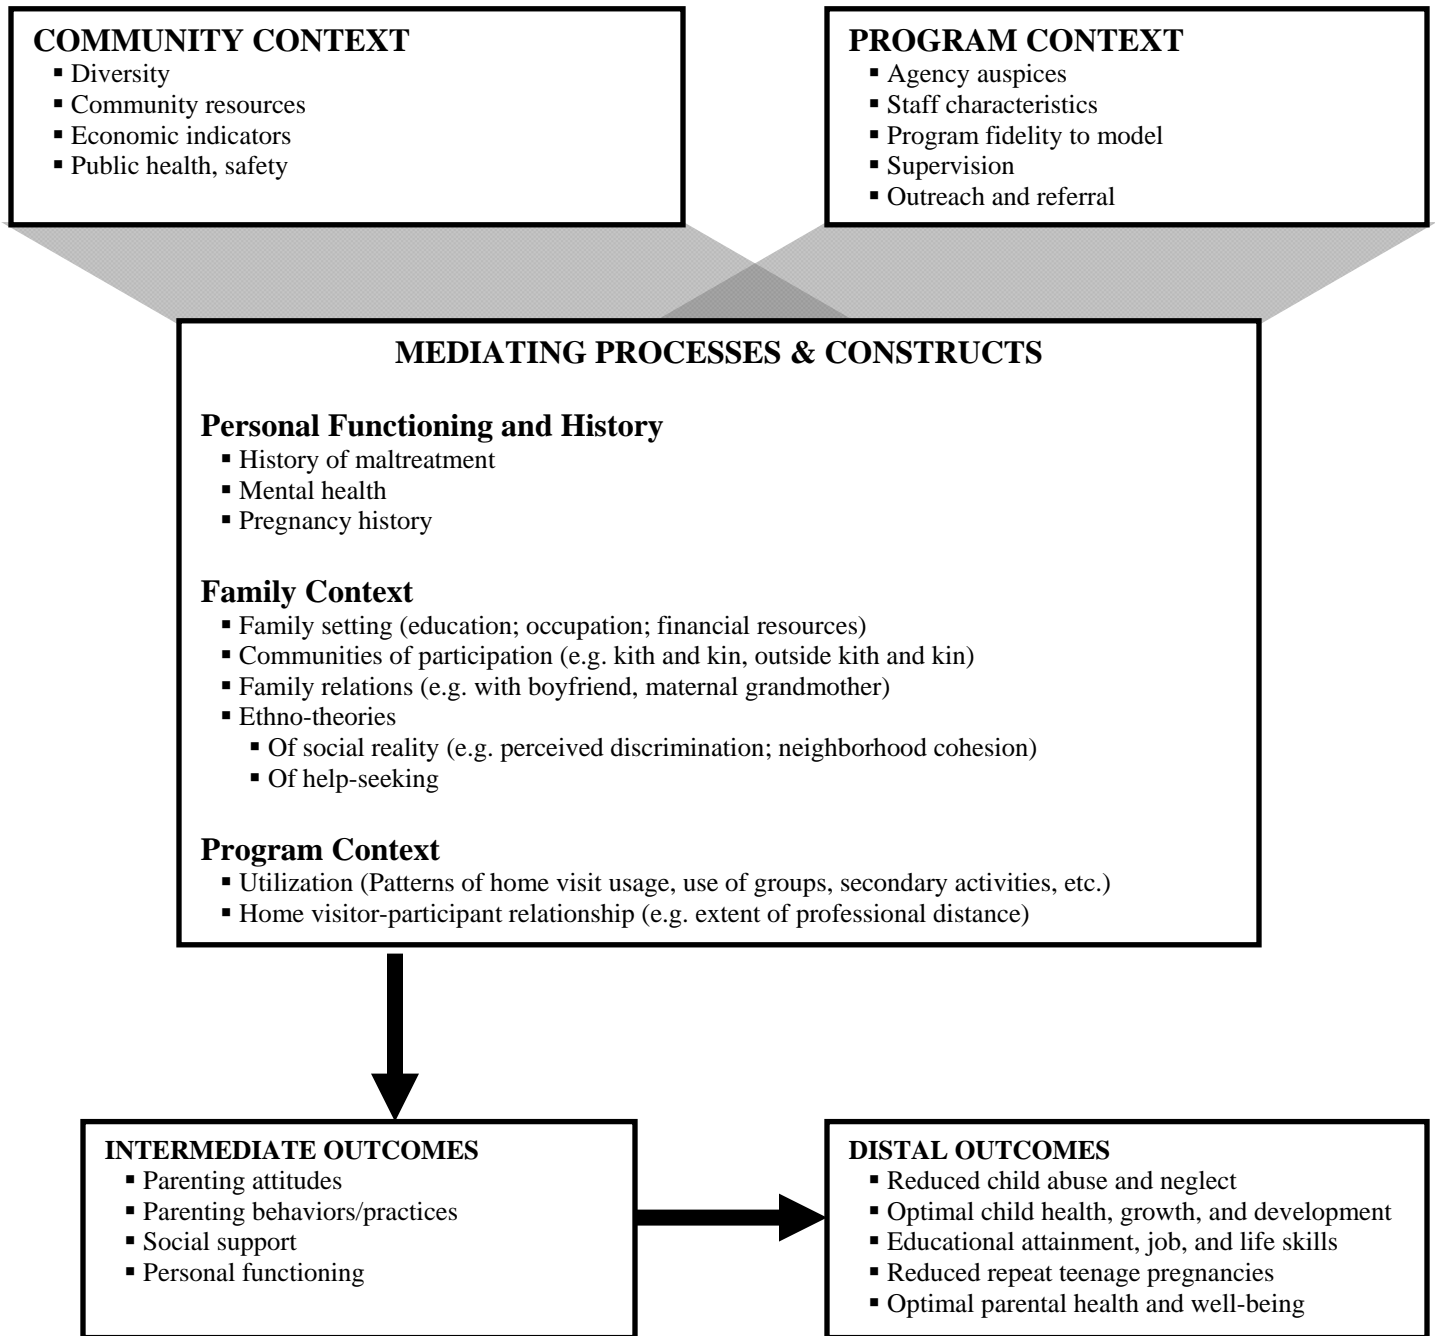 COMMUNITY CONTEXT
▪ Diversity
▪ Community resources
▪ Economic indicators
▪ Public health, safety
PROGRAM CONTEXT
▪ Agency auspices
▪ Staff characteristics
▪ Program fidelity to model
▪ Supervision
▪ Outreach and referral
MEDIATING PROCESSES & CONSTRUCTS
Personal Functioning and History
▪ History of maltreatment
▪ Mental health
▪ Pregnancy history
Family Context
▪ Family setting (education; occupation; financial resources)
▪ Communities of participation (e.g. kith and kin, outside kith and kin)
▪ Family relations (e.g. with boyfriend, maternal grandmother)
▪ Ethno-theories
▪ Of social reality (e.g. perceived discrimination; neighborhood cohesion)
▪ Of help-seeking
Program Context
▪ Utilization (Patterns of home visit usage, use of groups, secondary activities, etc.)
▪ Home visitor-participant relationship (e.g. extent of professional distance)
INTERMEDIATE OUTCOMES
▪ Parenting attitudes
▪ Parenting behaviors/practices
▪ Social support
▪ Personal functioning
DISTAL OUTCOMES
▪ Reduced child abuse and neglect
▪ Optimal child health, growth, and development
▪ Educational attainment, job, and life skills
▪ Reduced repeat teenage pregnancies
▪ Optimal parental health and well-being